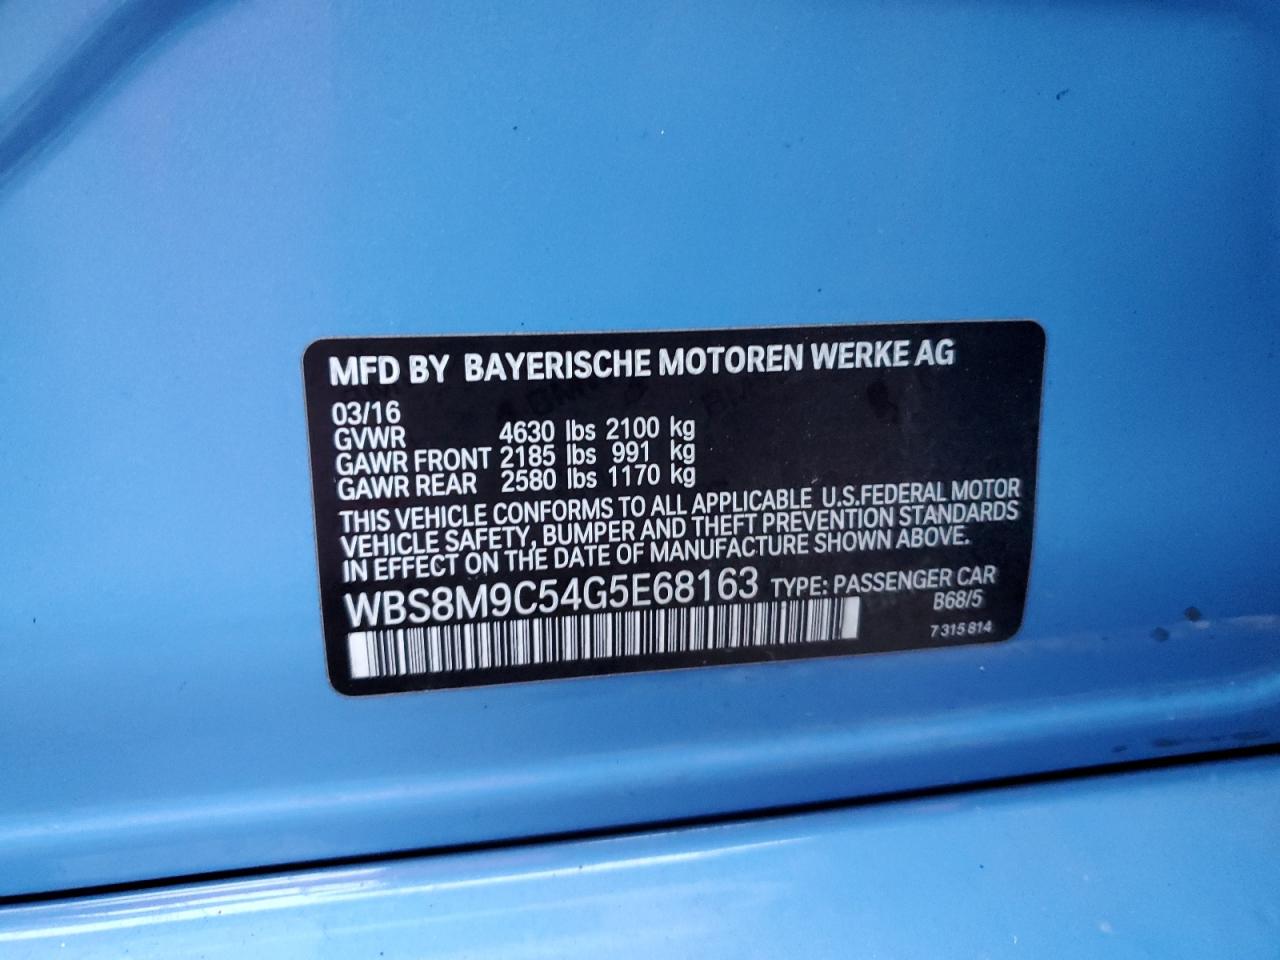 MFD BY BAYERISCHE MOTOREN WERKE AG
03/16
GVWR 4630 lbs 2100 kg
GAWR FRONT 2185 lbs 991 kg
GAWR REAR 2580 lbs 1170 kg
THIS VEHICLE CONFORMS TO ALL APPLICABLE U.S.FEDERAL MOTOR
VEHICLE SAFETY, BUMPER AND THEFT PREVENTION STANDARDS
IN EFFECT ON THE DATE OF MANUFACTURE SHOWN ABOVE.
WBS8M9C54G5E68163 TYPE: PASSENGER CAR
B68/5
7 315 814